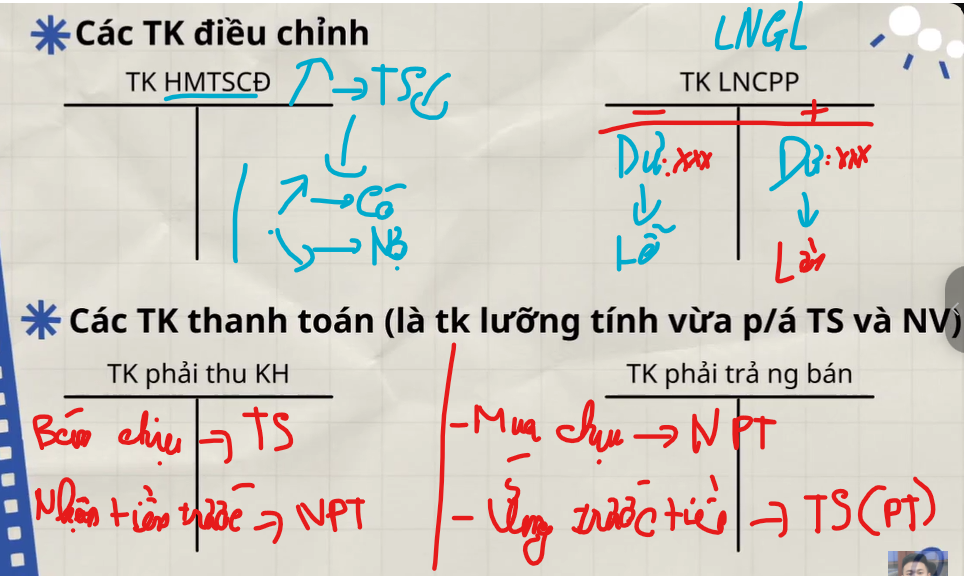 Các TK điều chỉnh
LNGL
TK HMTSCĐ
↗ → TS↓
↗ → Có
↘ → Nợ
TK LNCPP
− +
Dư: xxx Dư: xxx
Lỗ Lãi
Các TK thanh toán (là tk lưỡng tính vừa p/á TS và NV)
TK phải thu KH
Bán chịu → TS
Nhận tiền trước → NPT
TK phải trả ng bán
- Mua chịu → NPT
- Ứng trước tiền → TS (PT)